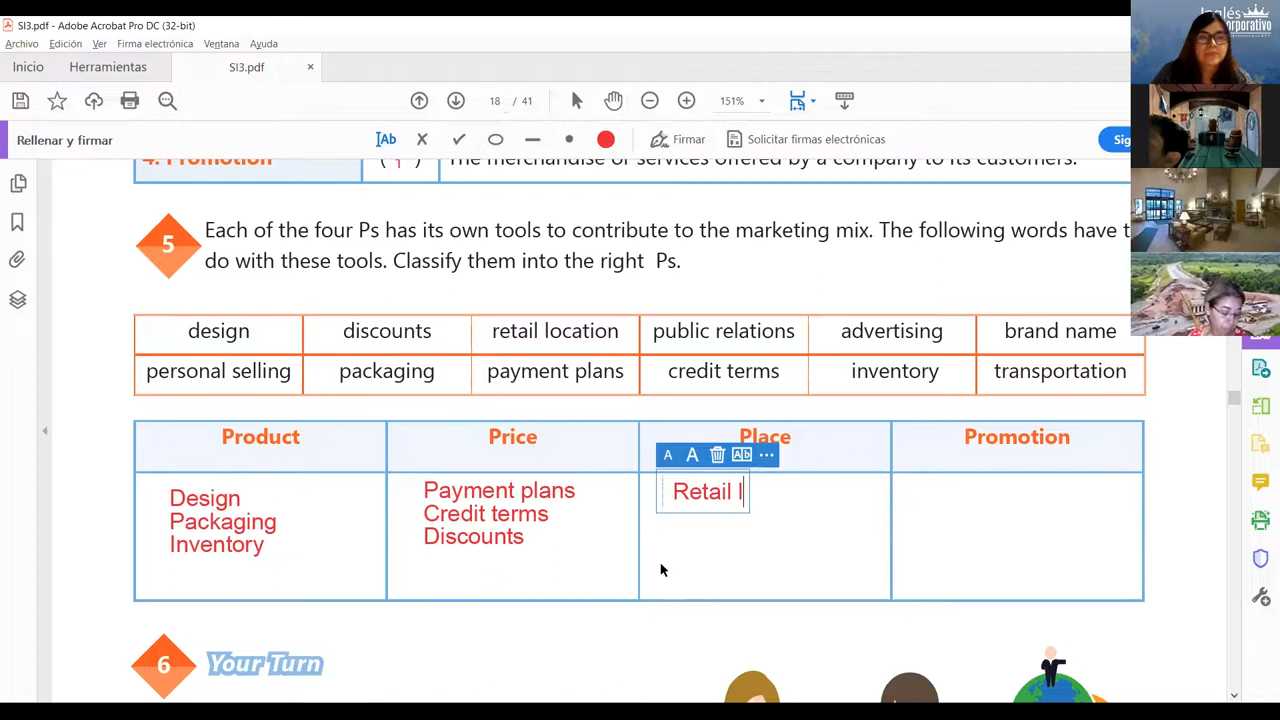 SI3.pdf - Adobe Acrobat Pro DC (32-bit)
Archivo Edición Ver Firma electrónica Ventana Ayuda
Inicio Herramientas SI3.pdf ×
18 / 41 151%
Rellenar y firmar Ab Firmar Solicitar firmas electrónicas
Inglés
4. Promotion The merchandise or services offered by a company to its customers.
5 Each of the four Ps has its own tools to contribute to the marketing mix. The following words have
do with these tools. Classify them into the right Ps.
design discounts retail location public relations advertising brand name
personal selling packaging payment plans credit terms inventory transportation
Product Price Place Promotion
A A Ab ...
Design
Packaging
Inventory
Payment plans
Credit terms
Discounts
Retail l
6 Your Turn